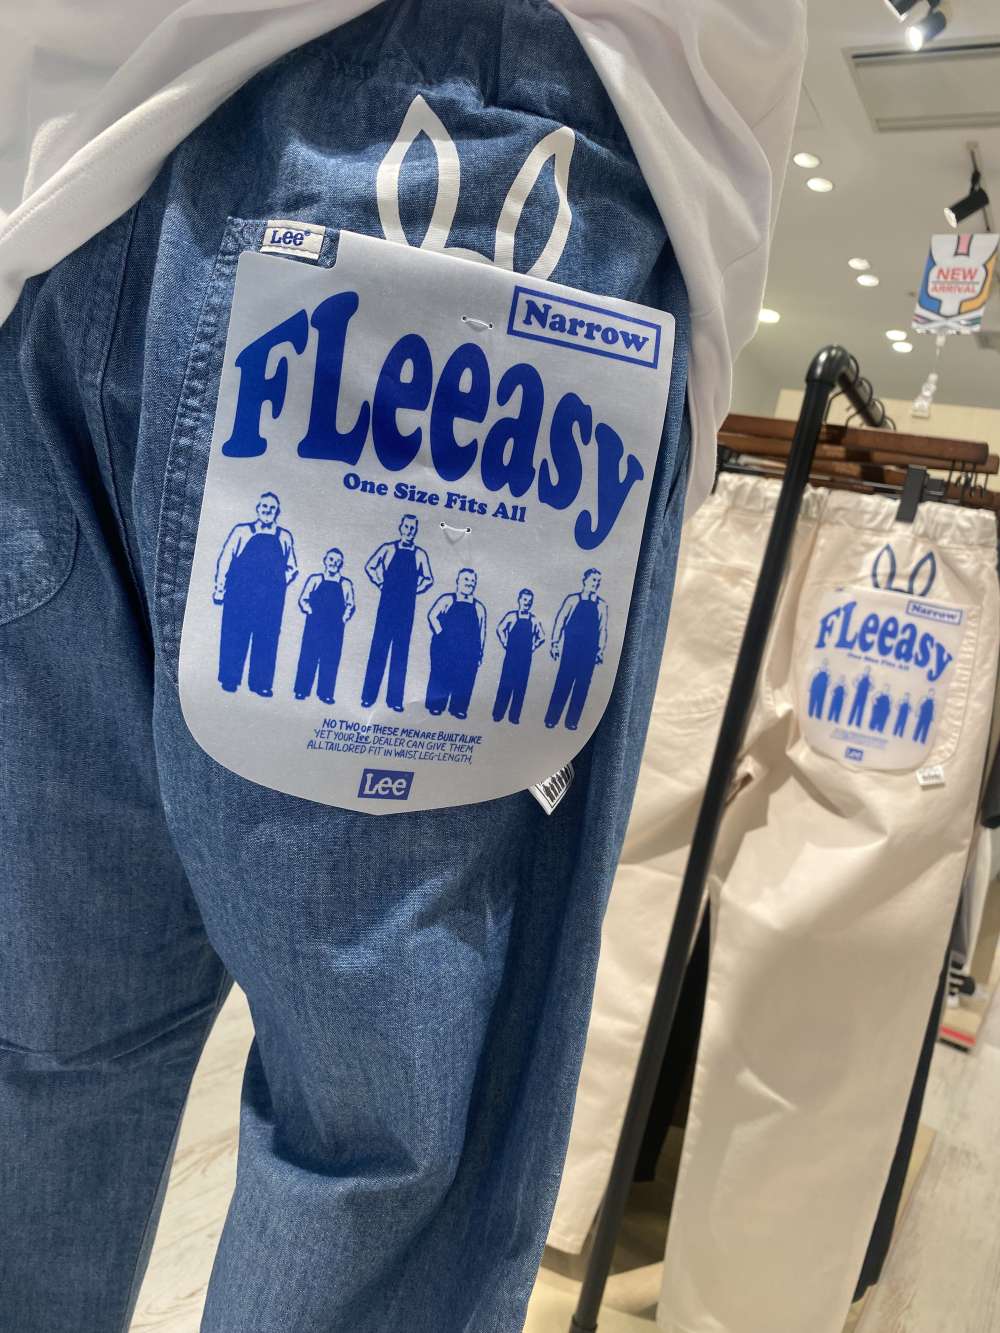 Lee®
Narrow
FLeeasy
One Size Fits All
NO TWO OF THESE MEN ARE BUILT ALIKE
YET YOUR Lee DEALER CAN GIVE THEM
ALL TAILORED FIT IN WAIST, LEG-LENGTH,
Lee
NEW
ARRIVAL
Narrow
FLeeasy
One Size Fits All
Lee